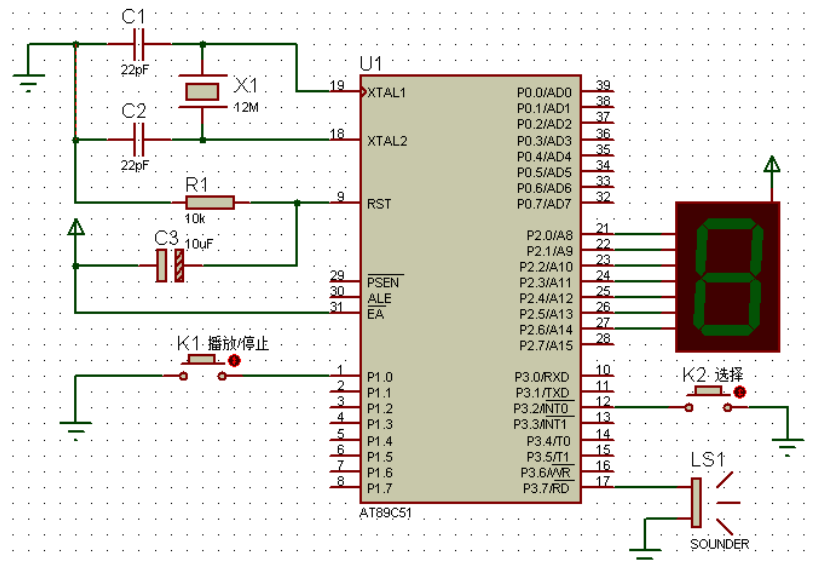 C1
22pF
X1
12M
C2
22pF
R1
10k
C3
10uF
K1 播放/停止
U1
19 XTAL1
18 XTAL2
9 RST
29 PSEN
30 ALE
31 EA
1 P1.0
2 P1.1
3 P1.2
4 P1.3
5 P1.4
6 P1.5
7 P1.6
8 P1.7
P0.0/AD0 39
P0.1/AD1 38
P0.2/AD2 37
P0.3/AD3 36
P0.4/AD4 35
P0.5/AD5 34
P0.6/AD6 33
P0.7/AD7 32
P2.0/A8 21
P2.1/A9 22
P2.2/A10 23
P2.3/A11 24
P2.4/A12 25
P2.5/A13 26
P2.6/A14 27
P2.7/A15 28
P3.0/RXD 10
P3.1/TXD 11
P3.2/INT0 12
P3.3/INT1 13
P3.4/T0 14
P3.5/T1 15
P3.6/WR 16
P3.7/RD 17
AT89C51
K2 选择
LS1
SOUNDER